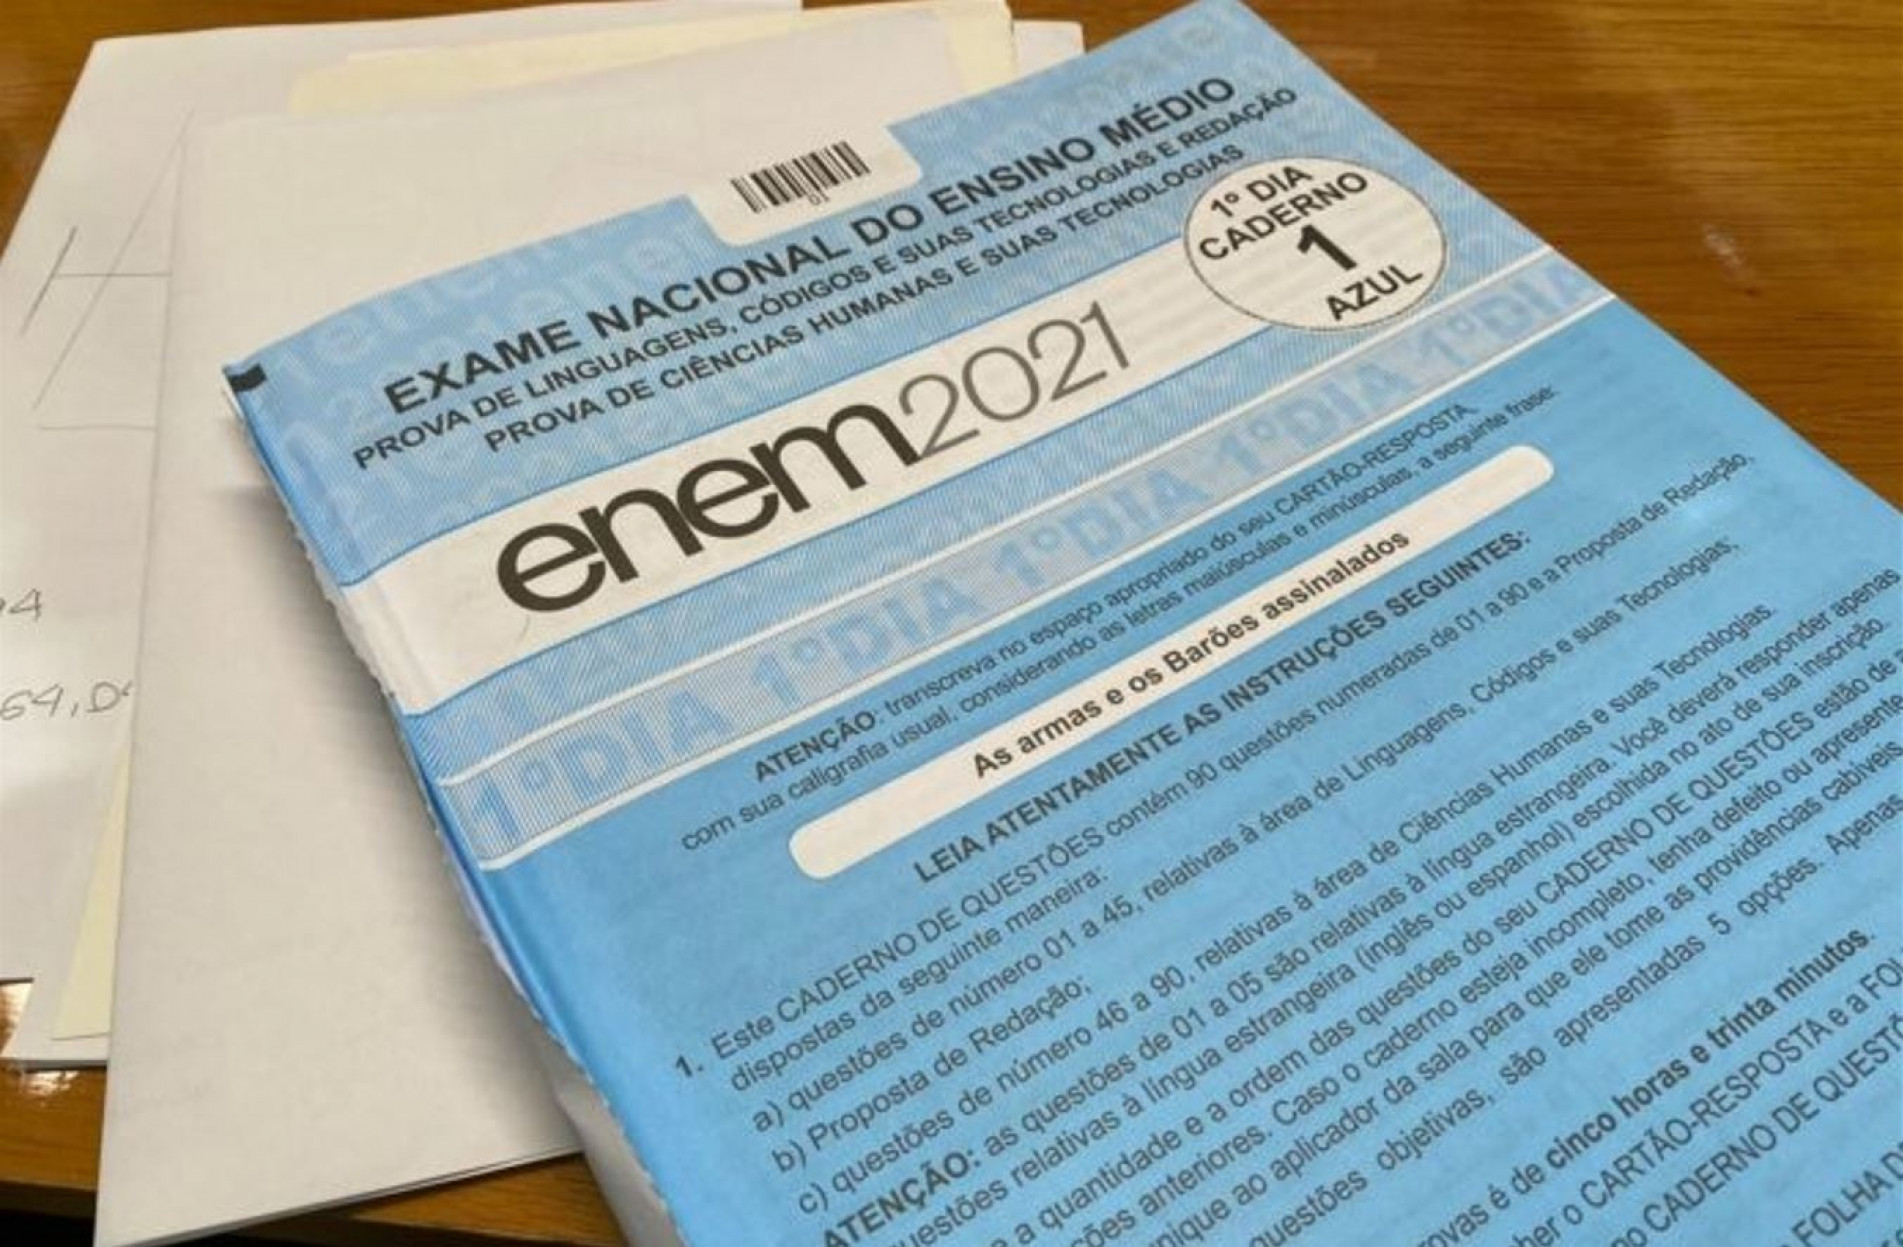 EXAME NACIONAL DO ENSINO MÉDIO
PROVA DE LINGUAGENS, CÓDIGOS E SUAS TECNOLOGIAS E REDAÇÃO
PROVA DE CIÊNCIAS HUMANAS E SUAS TECNOLOGIAS
01
1º DIA
CADERNO
1
AZUL
enem2021
1ºDIA 1ºDIA 1ºDIA 1ºDIA 1ºDIA
ATENÇÃO: transcreva no espaço apropriado do seu CARTÃO-RESPOSTA,
com sua caligrafia usual, considerando as letras maiúsculas e minúsculas, a seguinte frase:
As armas e os Barões assinalados
LEIA ATENTAMENTE AS INSTRUÇÕES SEGUINTES:
1. Este CADERNO DE QUESTÕES contém 90 questões numeradas de 01 a 90 e a Proposta de Redação,
dispostas da seguinte maneira:
a) questões de número 01 a 45, relativas à área de Linguagens, Códigos e suas Tecnologias;
b) Proposta de Redação;
c) questões de número 46 a 90, relativas à área de Ciências Humanas e suas Tecnologias.
ATENÇÃO: as questões de 01 a 05 são relativas à língua estrangeira. Você deverá responder apenas
questões relativas à língua estrangeira (inglês ou espanhol) escolhida no ato de sua inscrição.
a quantidade e a ordem das questões do seu CADERNO DE QUESTÕES estão de
anteriores. Caso o caderno esteja incompleto, tenha defeito ou apresente
ao aplicador da sala para que ele tome as providências cabíveis
questões objetivas, são apresentadas 5 opções. Apenas
é de cinco horas e trinta minutos.
o CARTÃO-RESPOSTA e a
CADERNO DE
FOLHA
64,